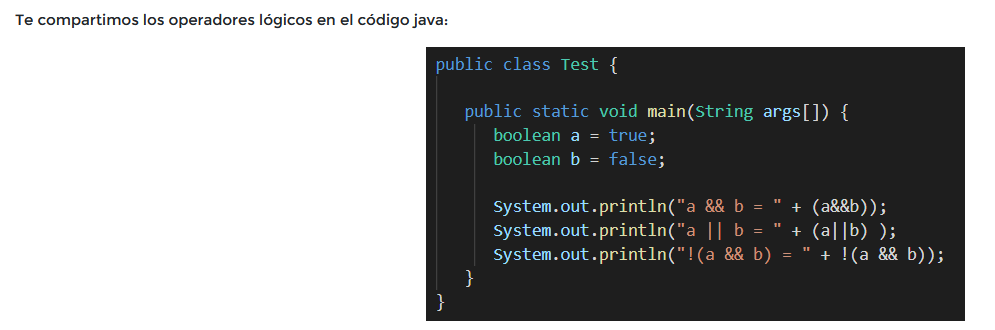 Te compartimos los operadores lógicos en el código java:
public class Test {
public static void main(String args[]) {
boolean a = true;
boolean b = false;
System.out.println("a && b = " + (a&&b));
System.out.println("a || b = " + (a||b) );
System.out.println("!(a && b) = " + !(a && b));
}
}